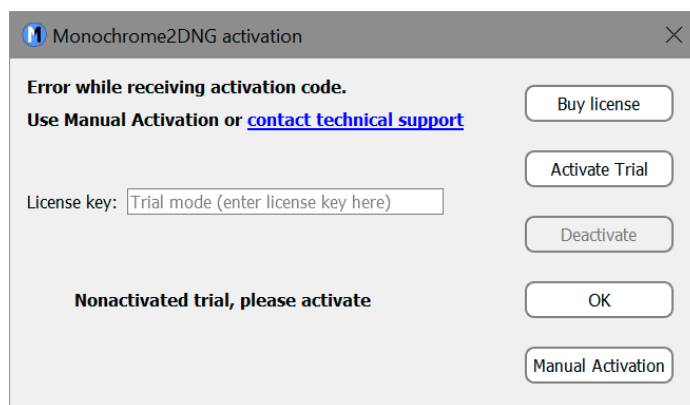 Monochrome2DNG activation
Error while receiving activation code.
Use Manual Activation or contact technical support
Buy license
Activate Trial
License key: Trial mode (enter license key here)
Deactivate
Nonactivated trial, please activate
OK
Manual Activation